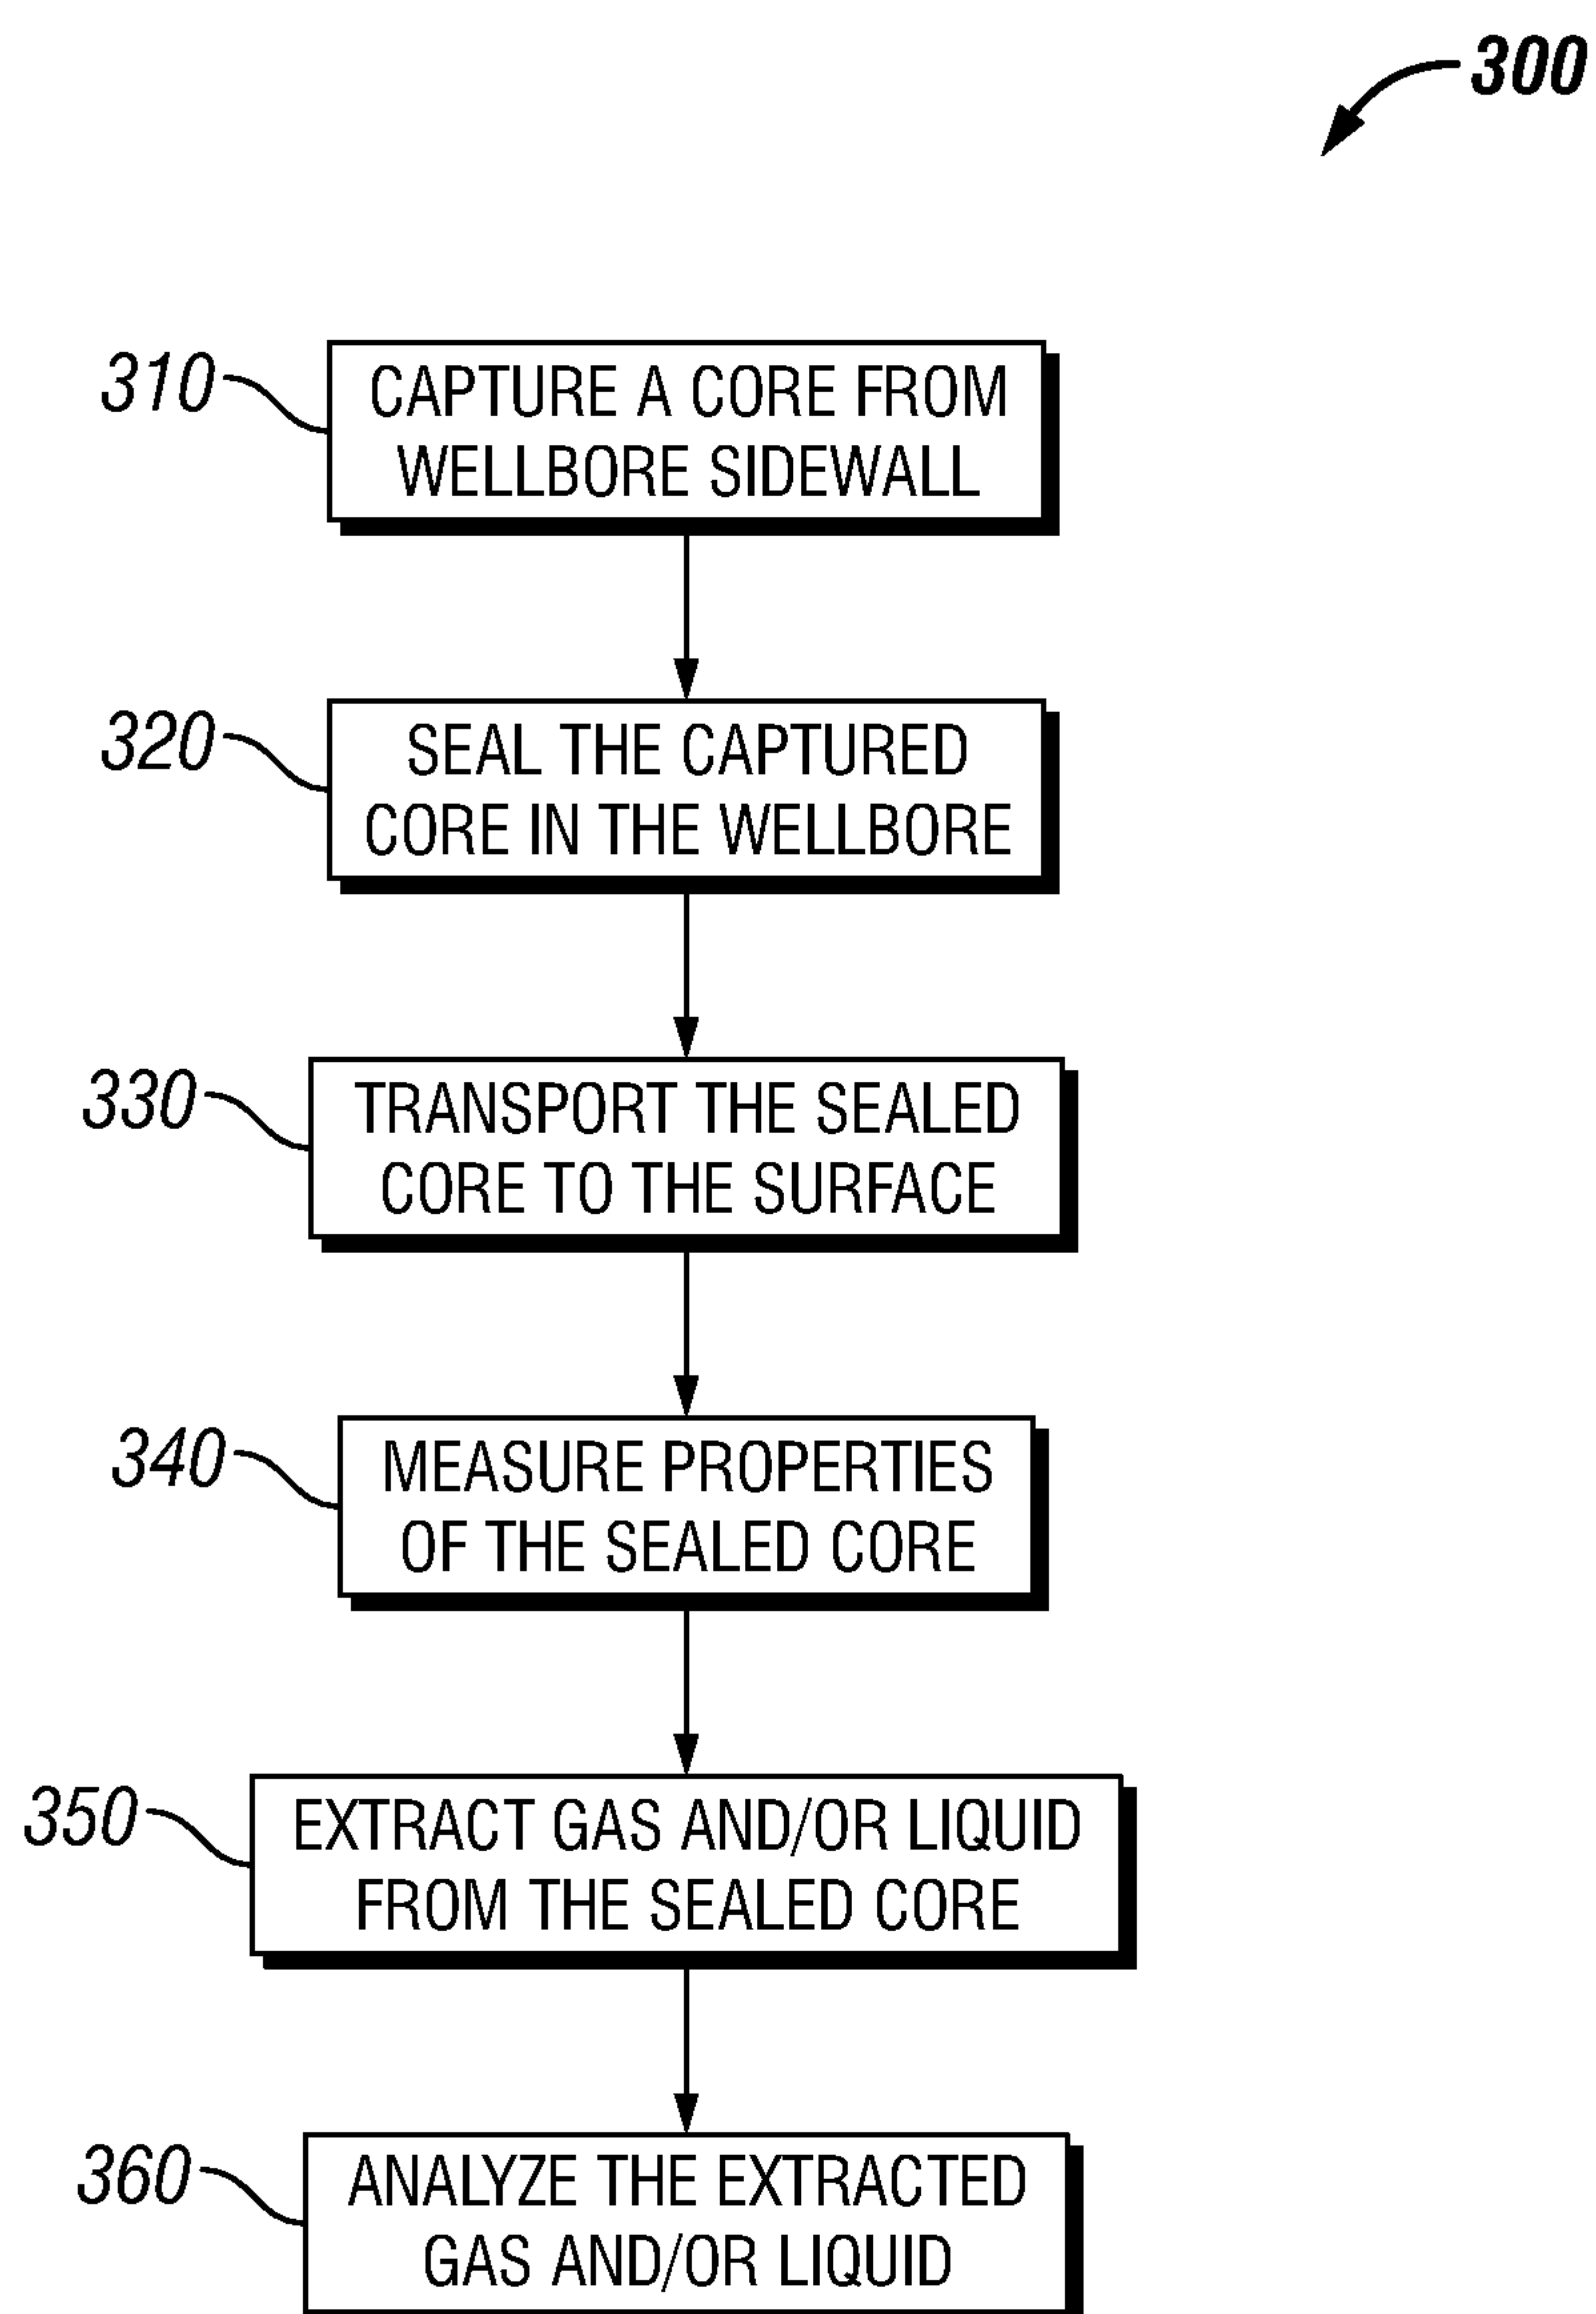 300
310
CAPTURE A CORE FROM
WELLBORE SIDEWALL
320
SEAL THE CAPTURED
CORE IN THE WELLBORE
330
TRANSPORT THE SEALED
CORE TO THE SURFACE
340
MEASURE PROPERTIES
OF THE SEALED CORE
350
EXTRACT GAS AND/OR LIQUID
FROM THE SEALED CORE
360
ANALYZE THE EXTRACTED
GAS AND/OR LIQUID